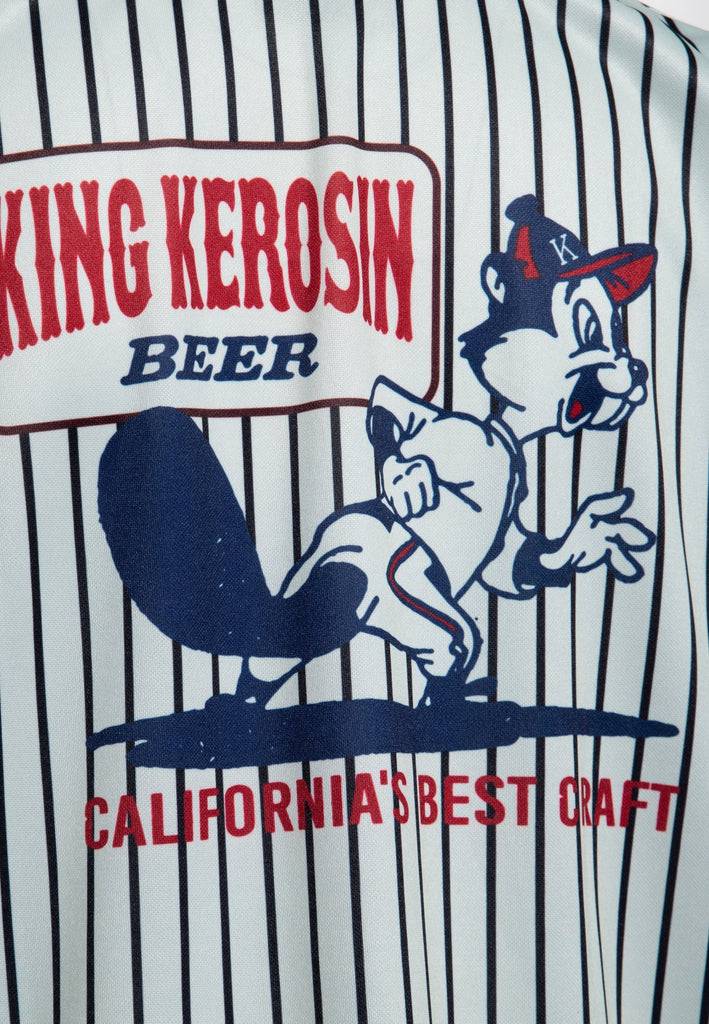 KING KEROSIN
BEER
K
CALIFORNIA'S BEST CRAFT